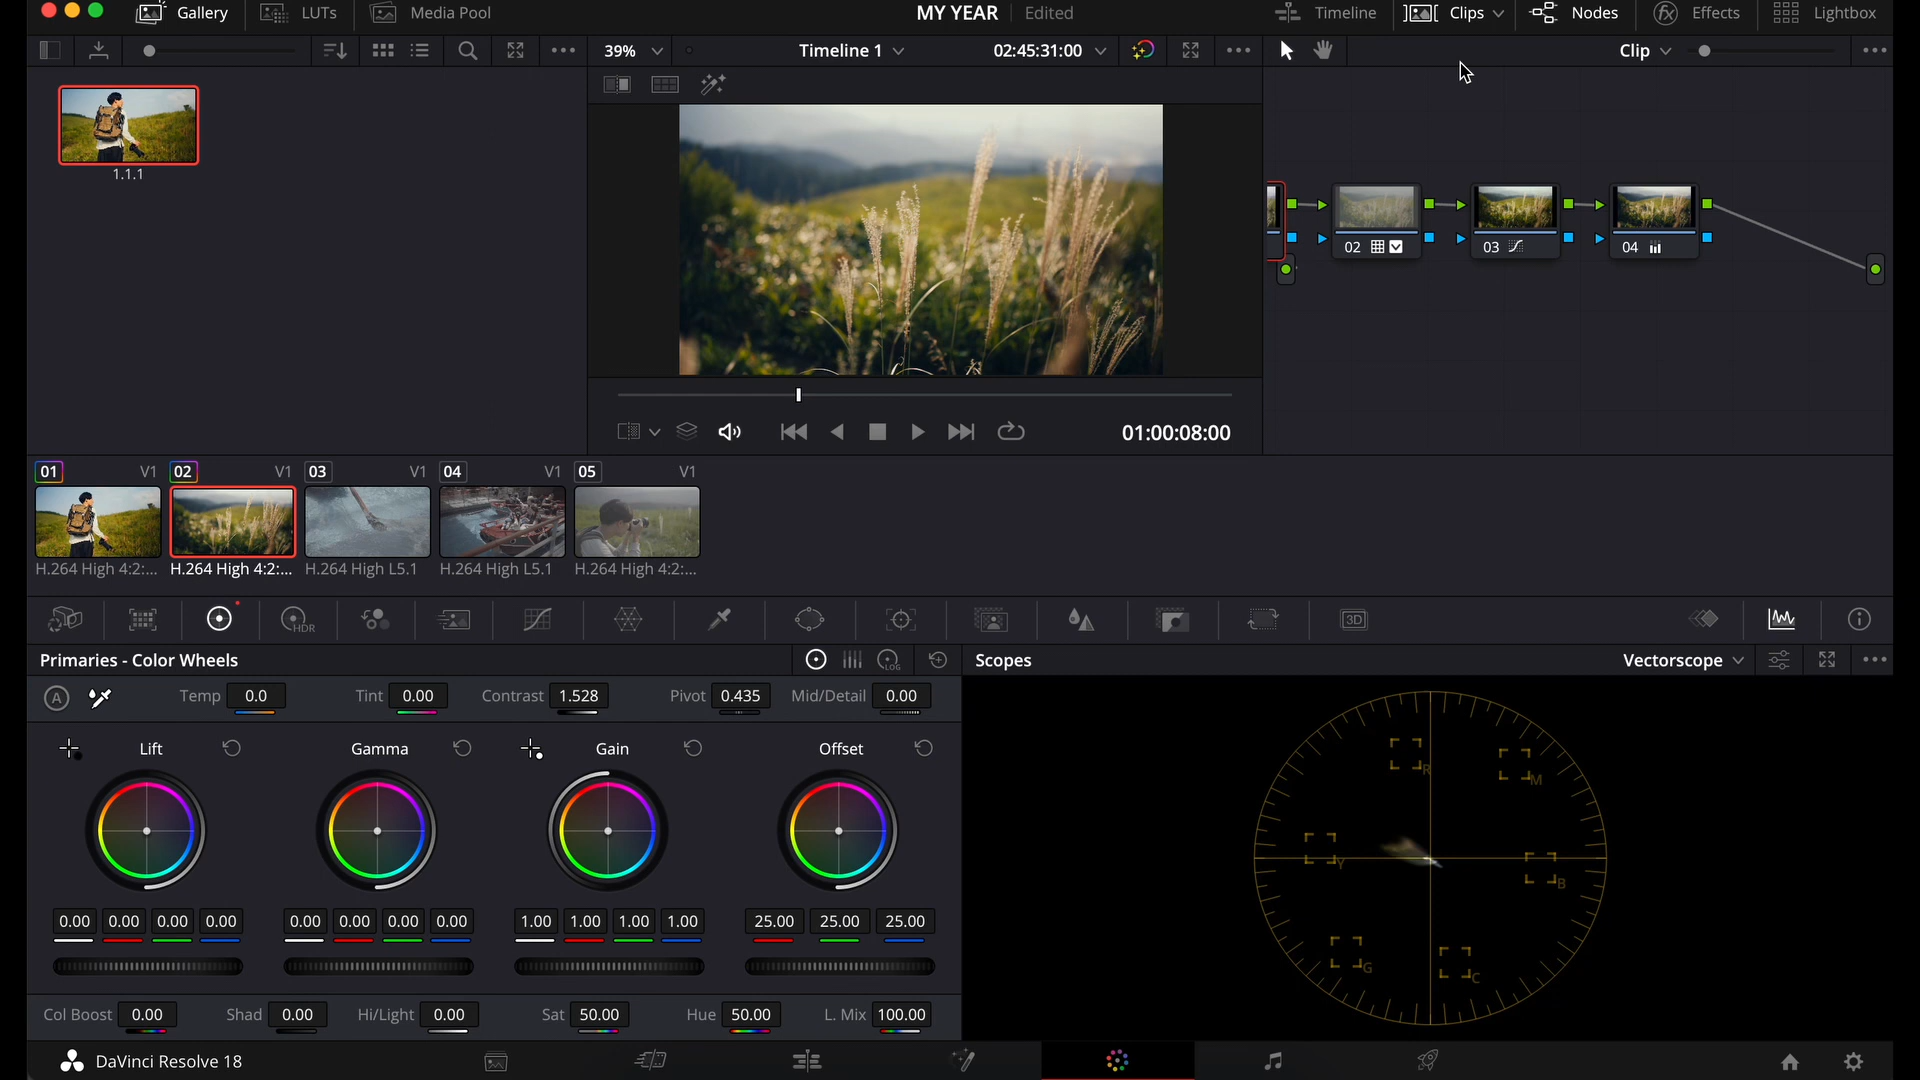 Gallery LUTs Media Pool MY YEAR Edited Timeline Clips Nodes Effects Lightbox
39% Timeline 1 02:45:31:00 Clip
1.1.1
02 03 04
01:00:08:00
01 V1 02 V1 03 V1 04 V1 05 V1
H.264 High 4:2:... H.264 High 4:2:... H.264 High L5.1 H.264 High L5.1 H.264 High 4:2:...
HDR 3D
Primaries - Color Wheels LOG Scopes Vectorscope
A Temp 0.0 Tint 0.00 Contrast 1.528 Pivot 0.435 Mid/Detail 0.00
Lift Gamma Gain Offset
R M
Y B
G C
0.00 0.00 0.00 0.00 0.00 0.00 0.00 0.00 1.00 1.00 1.00 1.00 25.00 25.00 25.00
Col Boost 0.00 Shad 0.00 Hi/Light 0.00 Sat 50.00 Hue 50.00 L. Mix 100.00
DaVinci Resolve 18